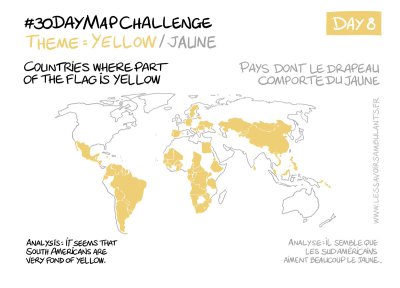 #30DAYMAPCHALLENGE
DAY 8
THEME = YELLOW / JAUNE
COUNTRIES WHERE PART
OF THE FLAG IS YELLOW
PAYS DONT LE DRAPEAU
COMPORTE DU JAUNE
WWW.LESSAVOIRSAMBULANTS.FR
ANALYSIS: IT SEEMS THAT
SOUTH AMERICANS ARE
VERY FOND OF YELLOW.
ANALYSE: IL SEMBLE QUE
LES SUDAMÉRICAINS
AIMENT BEAUCOUP LE JAUNE.